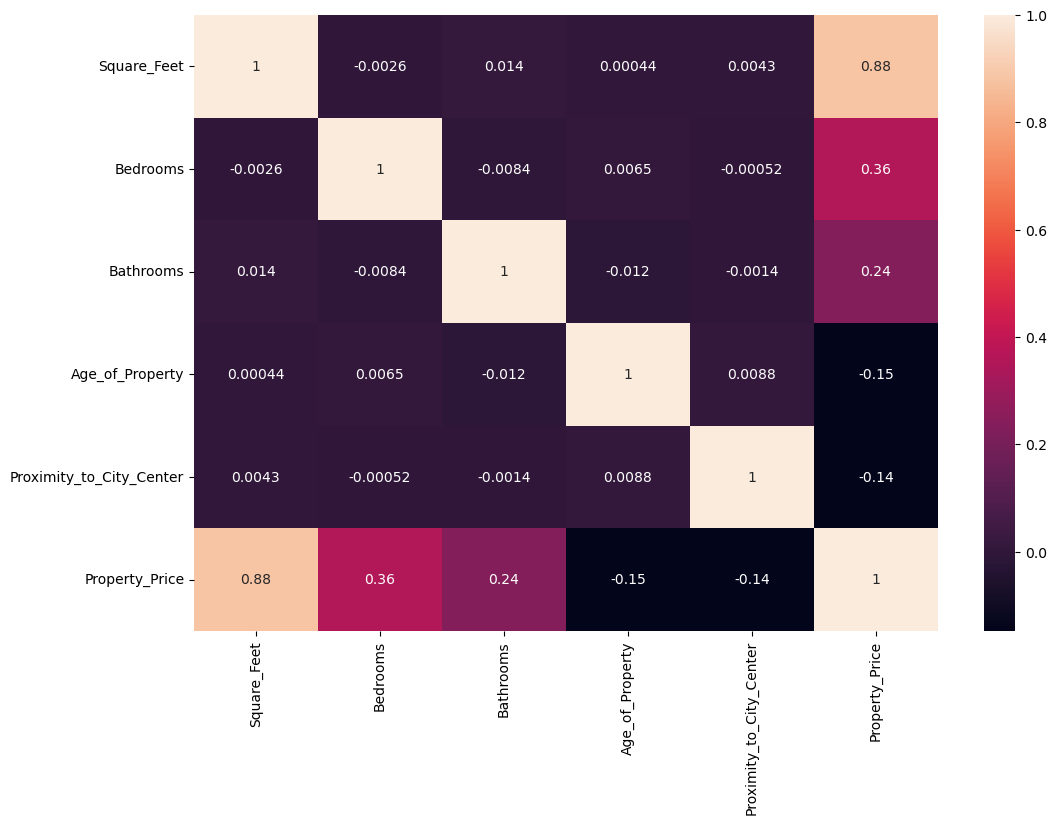 Square_Feet 1 -0.0026 0.014 0.00044 0.0043 0.88
Bedrooms -0.0026 1 -0.0084 0.0065 -0.00052 0.36
Bathrooms 0.014 -0.0084 1 -0.012 -0.0014 0.24
Age_of_Property 0.00044 0.0065 -0.012 1 0.0088 -0.15
Proximity_to_City_Center 0.0043 -0.00052 -0.0014 0.0088 1 -0.14
Property_Price 0.88 0.36 0.24 -0.15 -0.14 1
Square_Feet
Bedrooms
Bathrooms
Age_of_Property
Proximity_to_City_Center
Property_Price
1.0
0.8
0.6
0.4
0.2
0.0